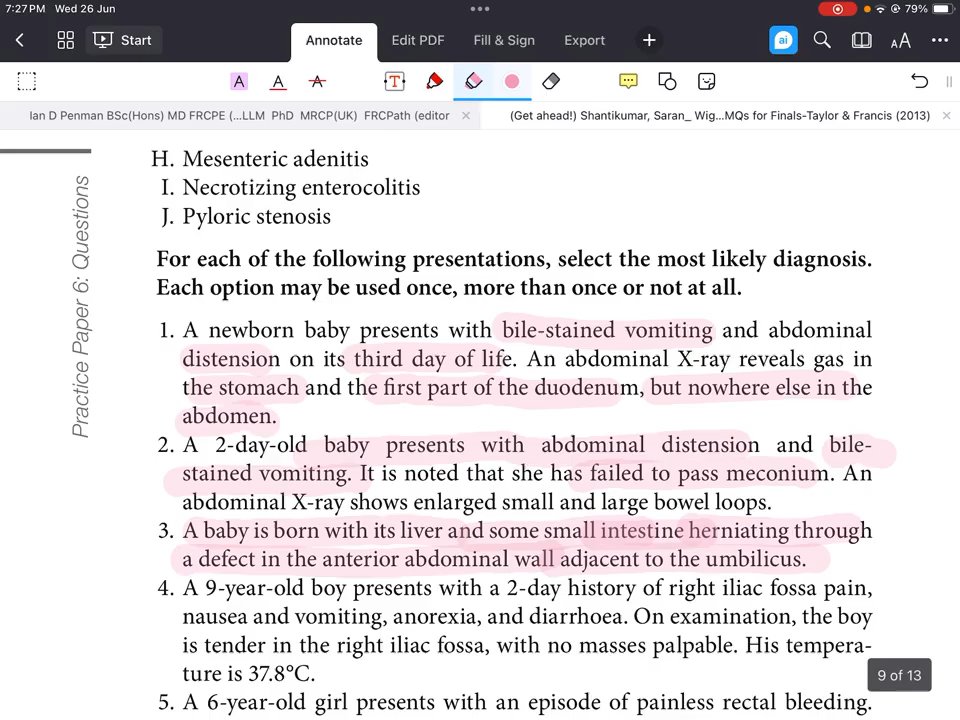 7:27 PM Wed 26 Jun
79%
Start
Annotate
Edit PDF
Fill & Sign
Export
ai
AA
A A A T
Ian D Penman BSc(Hons) MD FRCPE (...LLM PhD MRCP(UK) FRCPath (editor
(Get ahead!) Shantikumar, Saran_ Wig...MQs for Finals-Taylor & Francis (2013)
Practice Paper 6: Questions
H. Mesenteric adenitis
I. Necrotizing enterocolitis
J. Pyloric stenosis
For each of the following presentations, select the most likely diagnosis.
Each option may be used once, more than once or not at all.
1. A newborn baby presents with bile-stained vomiting and abdominal
distension on its third day of life. An abdominal X-ray reveals gas in
the stomach and the first part of the duodenum, but nowhere else in the
abdomen.
2. A 2-day-old baby presents with abdominal distension and bile-
stained vomiting. It is noted that she has failed to pass meconium. An
abdominal X-ray shows enlarged small and large bowel loops.
3. A baby is born with its liver and some small intestine herniating through
a defect in the anterior abdominal wall adjacent to the umbilicus.
4. A 9-year-old boy presents with a 2-day history of right iliac fossa pain,
nausea and vomiting, anorexia, and diarrhoea. On examination, the boy
is tender in the right iliac fossa, with no masses palpable. His tempera-
ture is 37.8°C.
5. A 6-year-old girl presents with an episode of painless rectal bleeding.
9 of 13